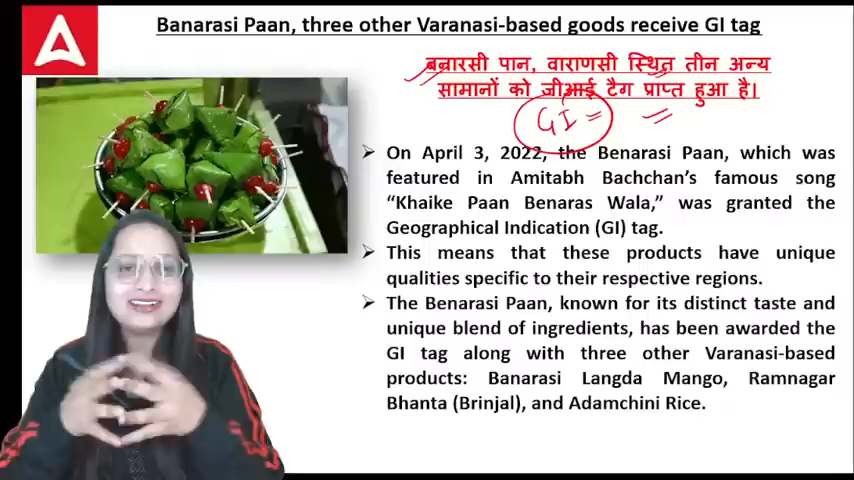 Banarasi Paan, three other Varanasi-based goods receive GI tag
बनारसी पान, वाराणसी स्थित तीन अन्य
सामानों को जीआई टैग प्राप्त हुआ है।
GI =
On April 3, 2022, the Benarasi Paan, which was
featured in Amitabh Bachchan’s famous song
“Khaike Paan Benaras Wala,” was granted the
Geographical Indication (GI) tag.
This means that these products have unique
qualities specific to their respective regions.
The Benarasi Paan, known for its distinct taste and
unique blend of ingredients, has been awarded the
GI tag along with three other Varanasi-based
products: Banarasi Langda Mango, Ramnagar
Bhanta (Brinjal), and Adamchini Rice.